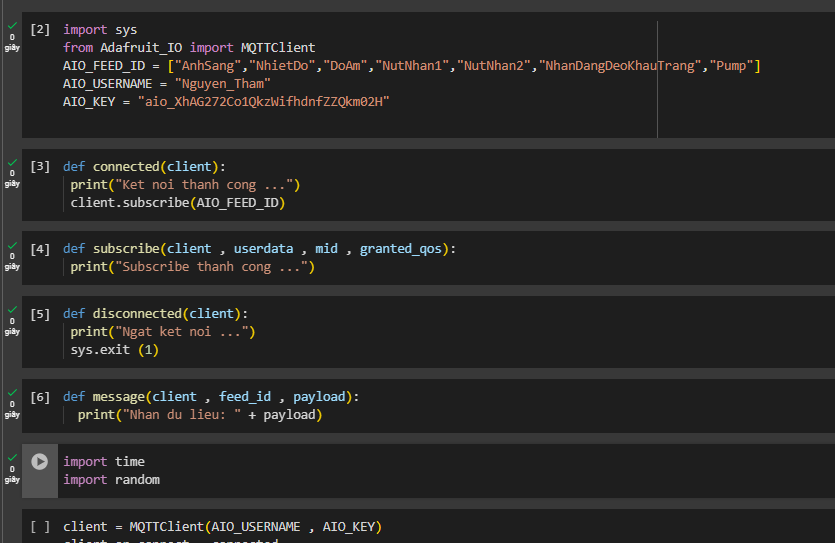 [2] import sys
0 giây
from Adafruit_IO import MQTTClient
AIO_FEED_ID = ["AnhSang","NhietDo","DoAm","NutNhan1","NutNhan2","NhanDangDeoKhauTrang","Pump"]
AIO_USERNAME = "Nguyen_Tham"
AIO_KEY = "aio_XhAG272Co1QkzWifhdnfZZQkm02H"
[3] def connected(client):
0 giây
print("Ket noi thanh cong ...")
client.subscribe(AIO_FEED_ID)
[4] def subscribe(client , userdata , mid , granted_qos):
0 giây
print("Subscribe thanh cong ...")
[5] def disconnected(client):
0 giây
print("Ngat ket noi ...")
sys.exit (1)
[6] def message(client , feed_id , payload):
0 giây
print("Nhan du lieu: " + payload)
import time
0 giây
import random
[ ] client = MQTTClient(AIO_USERNAME , AIO_KEY)